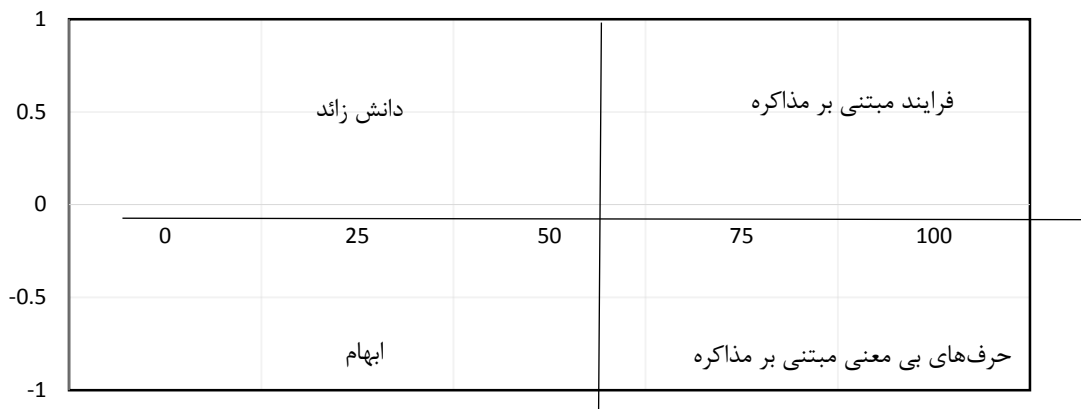 1
فرایند مبتنی بر مذاکره
دانش زائد
0.5
0
0 25 50 75 100
-0.5
حرف‌های بی معنی مبتنی بر مذاکره
ابهام
-1